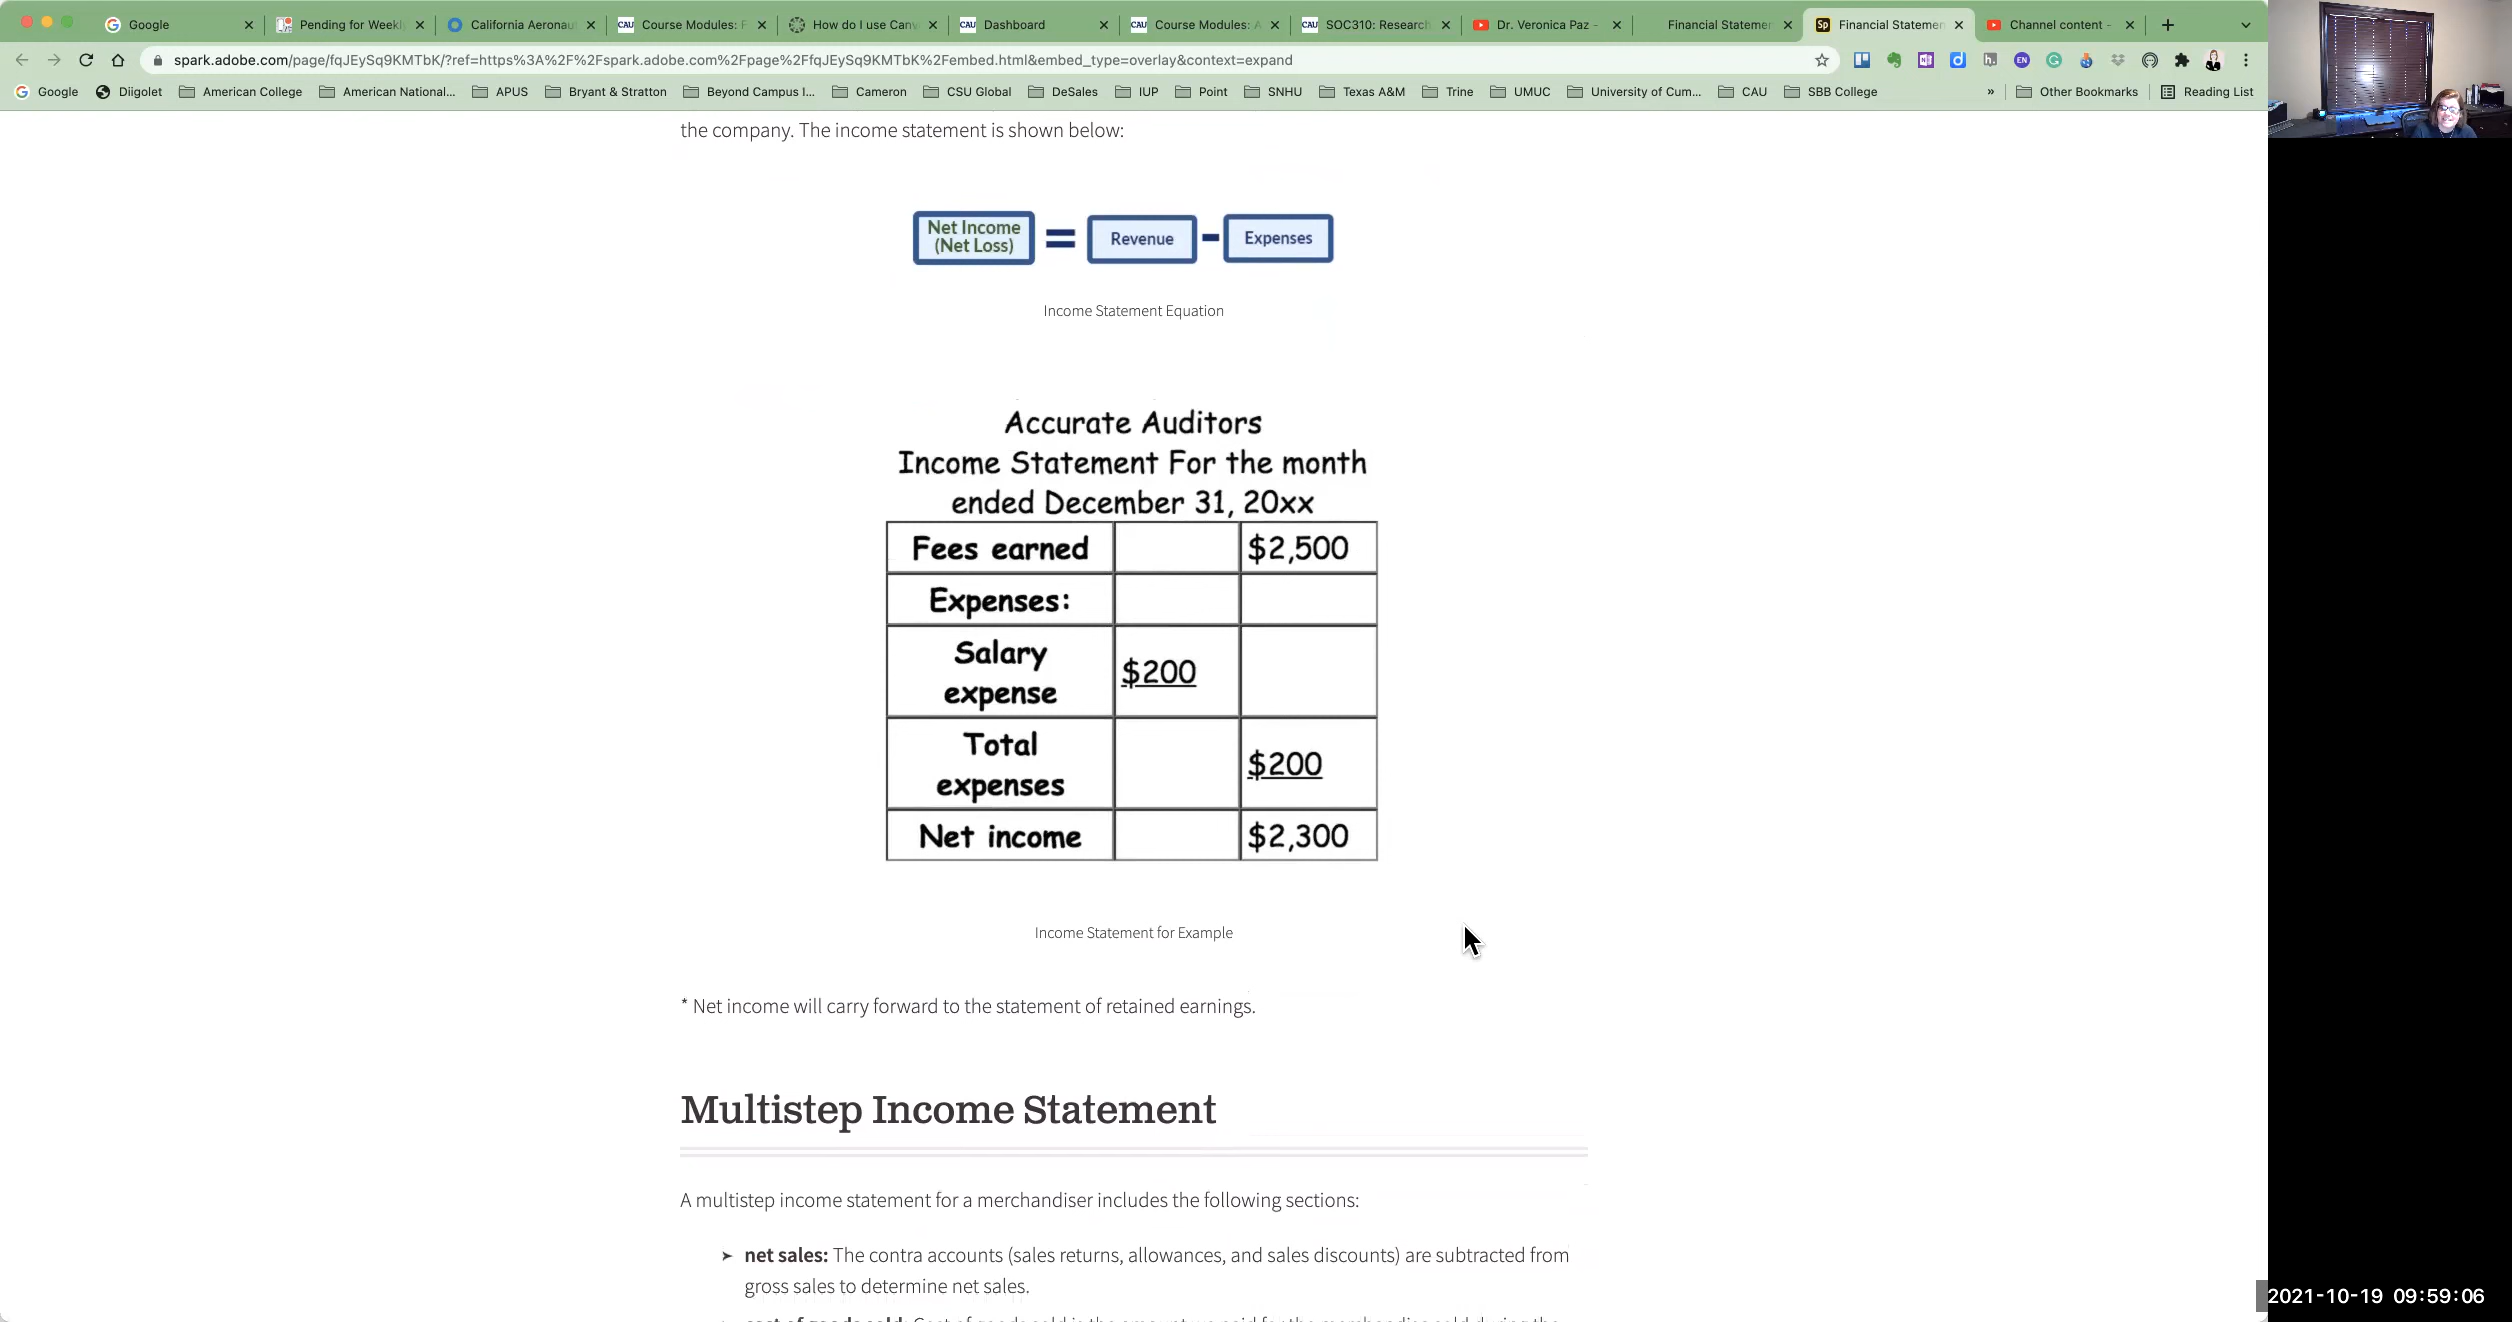 Google
Pending for Weekl
California Aeronau
CAU Course Modules: F
How do I use Canv
CAU Dashboard
CAU Course Modules: A
CAU SOC310: Research
Dr. Veronica Paz -
Financial Statemen
Sp Financial Statemen
Channel content -
spark.adobe.com/page/fqJEySq9KMTbK/?ref=https%3A%2F%2Fspark.adobe.com%2Fpage%2FfqJEySq9KMTbK%2Fembed.html&embed_type=overlay&context=expand
Google Diigolet American College American National... APUS Bryant & Stratton Beyond Campus I... Cameron CSU Global DeSales IUP Point SNHU Texas A&M Trine UMUC University of Cum... CAU SBB College » Other Bookmarks Reading List
the company. The income statement is shown below:
Net Income
(Net Loss)
=
Revenue
-
Expenses
Income Statement Equation
Accurate Auditors
Income Statement For the month
ended December 31, 20xx
Fees earned $2,500
Expenses:
Salary
expense
$200
Total
expenses
$200
Net income $2,300
Income Statement for Example
* Net income will carry forward to the statement of retained earnings.
Multistep Income Statement
A multistep income statement for a merchandiser includes the following sections:
➤ net sales: The contra accounts (sales returns, allowances, and sales discounts) are subtracted from
gross sales to determine net sales.
2021-10-19 09:59:06